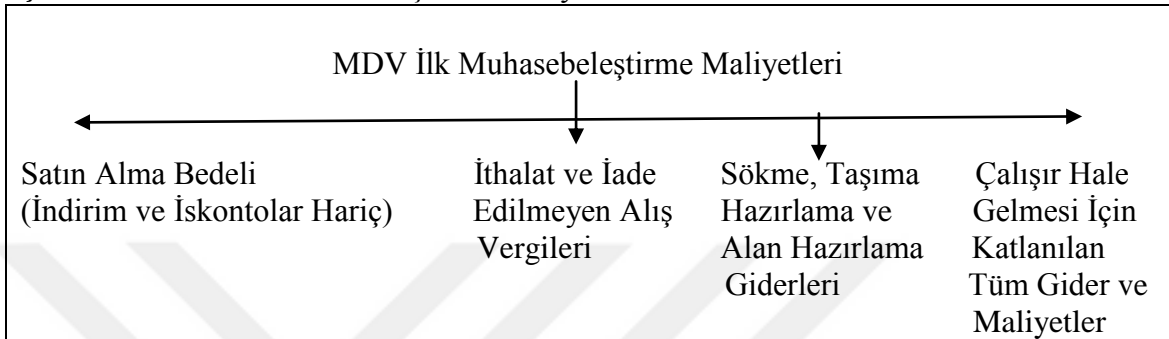 MDV İlk Muhasebeleştirme Maliyetleri
Satın Alma Bedeli
(İndirim ve İskontolar Hariç)
İthalat ve İade
Edilmeyen Alış
Vergileri
Sökme, Taşıma
Hazırlama ve
Alan Hazırlama
Giderleri
Çalışır Hale
Gelmesi İçin
Katlanılan
Tüm Gider ve
Maliyetler